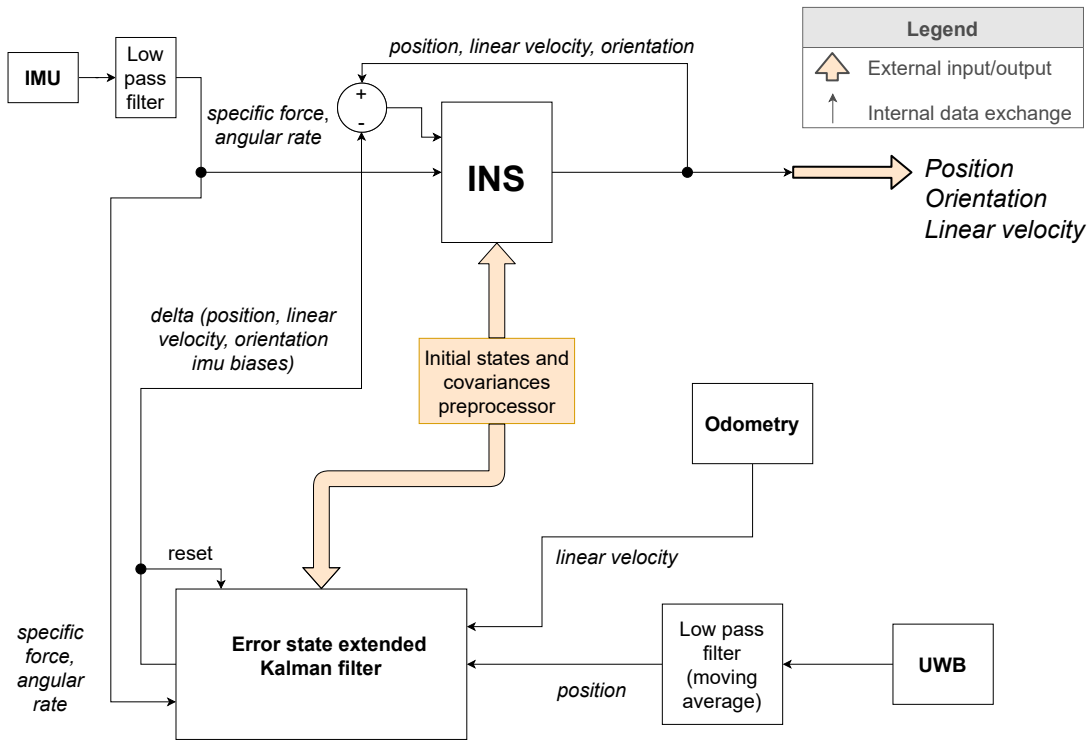 position, linear velocity, orientation
Legend
External input/output
Internal data exchange
IMU
Low
pass
filter
+
-
specific force,
angular rate
INS
Position
Orientation
Linear velocity
delta (position, linear
velocity, orientation
imu biases)
Initial states and
covariances
preprocessor
Odometry
reset
linear velocity
specific
force,
angular
rate
Error state extended
Kalman filter
position
Low pass
filter
(moving
average)
UWB